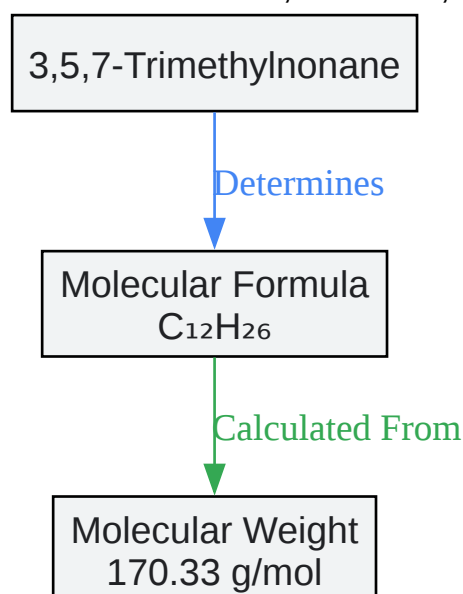 3,5,7-Trimethylnonane
Determines
Molecular Formula
C₁₂H₂₆
Calculated From
Molecular Weight
170.33 g/mol